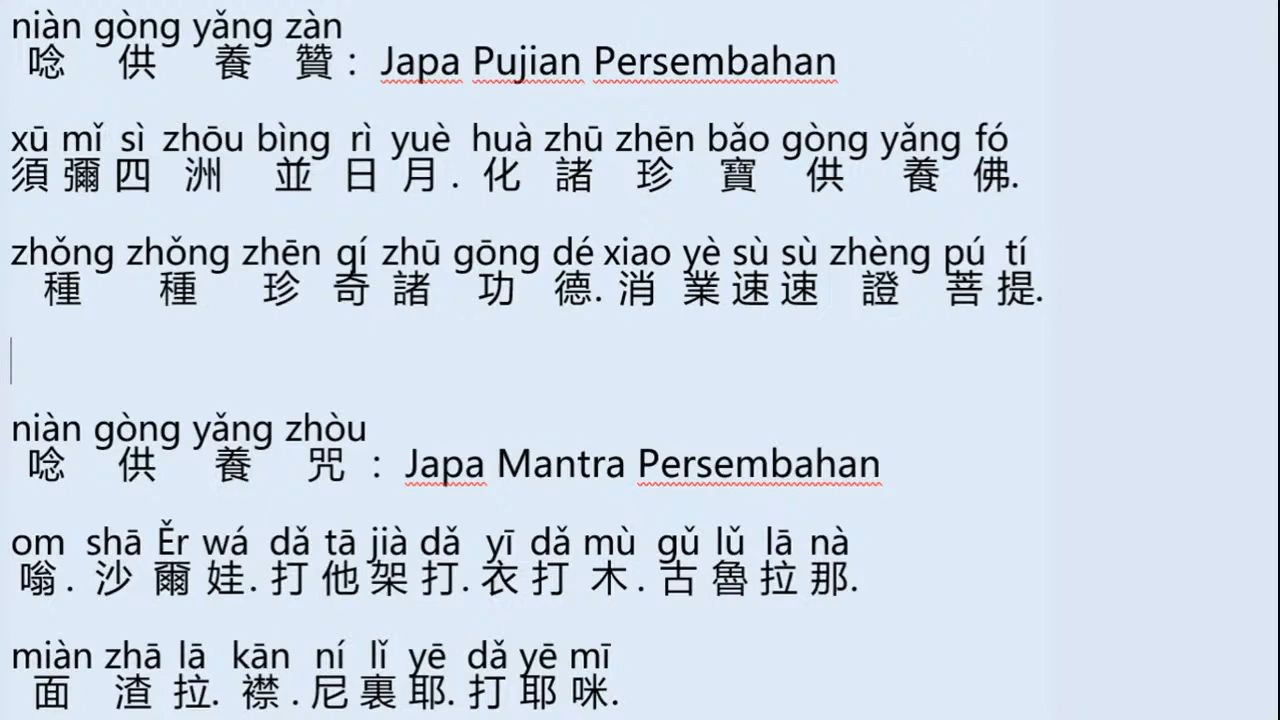 niàn gòng yǎng zàn
唸供養贊： Japa Pujian Persembahan
xū mǐ sì zhōu bìng rì yuè huà zhū zhēn bǎo gòng yǎng fó
須彌四洲並日月. 化諸珍寶供養佛.
zhǒng zhǒng zhēn qí zhū gōng dé xiao yè sù sù zhèng pú tí
種種珍奇諸功德. 消業速速證菩提.
niàn gòng yǎng zhòu
唸供養咒： Japa Mantra Persembahan
om shā Ěr wá dǎ tā jià dǎ yī dǎ mù gǔ lǔ lā nà
嗡. 沙爾娃. 打他架打. 衣打木. 古魯拉那.
miàn zhā lā kān ní lǐ yē dǎ yē mī
面渣拉. 襟. 尼裏耶. 打耶咪.